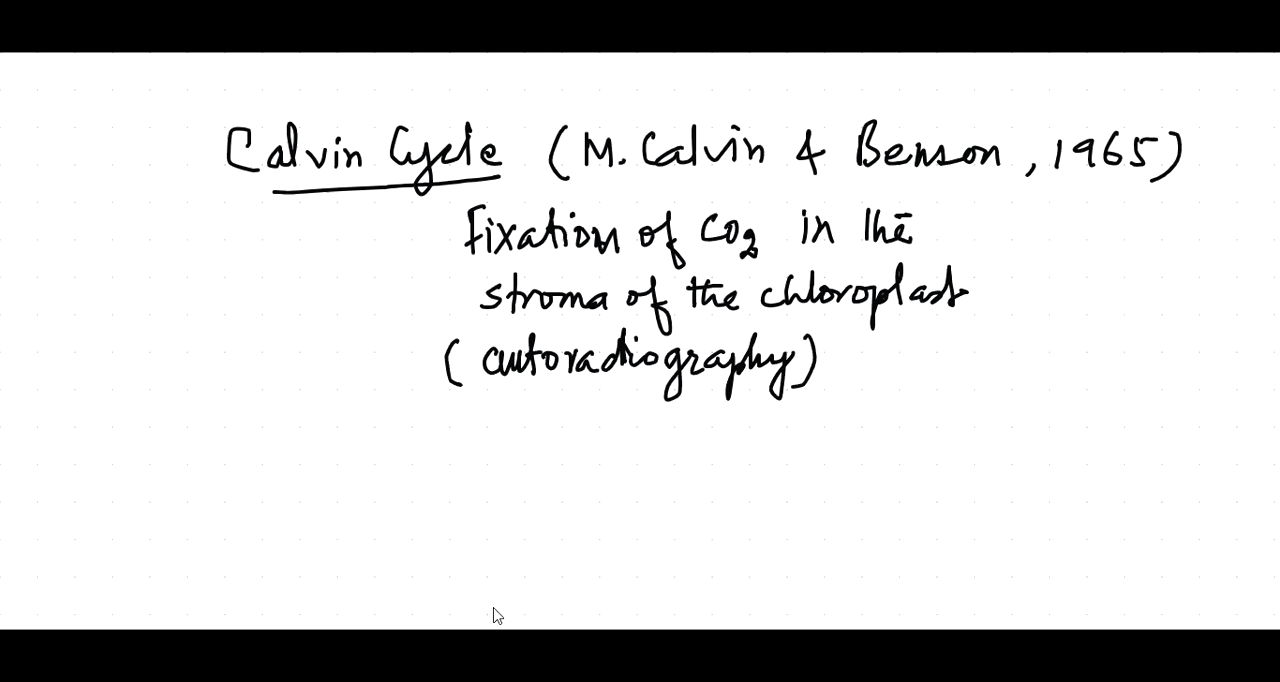 Calvin Cycle (M. Calvin & Benson, 1965)
Fixation of CO₂ in the
stroma of the chloroplast
(autoradiography)